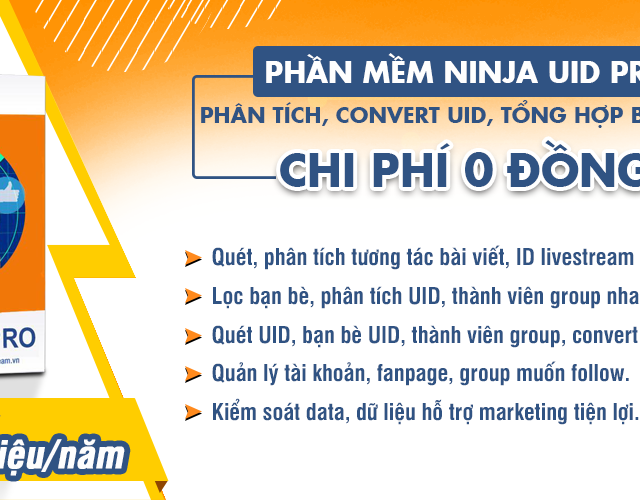 PHẦN MỀM NINJA UID PR
PHÂN TÍCH, CONVERT UID, TỔNG HỢP B
CHI PHÍ 0 ĐỒNG
Quét, phân tích tương tác bài viết, ID livestream
Lọc bạn bè, phân tích UID, thành viên group nha
Quét UID, bạn bè UID, thành viên group, convert
Quản lý tài khoản, fanpage, group muốn follow.
Kiểm soát data, dữ liệu hỗ trợ marketing tiện lợi.
RO
am.vn
iệu/năm